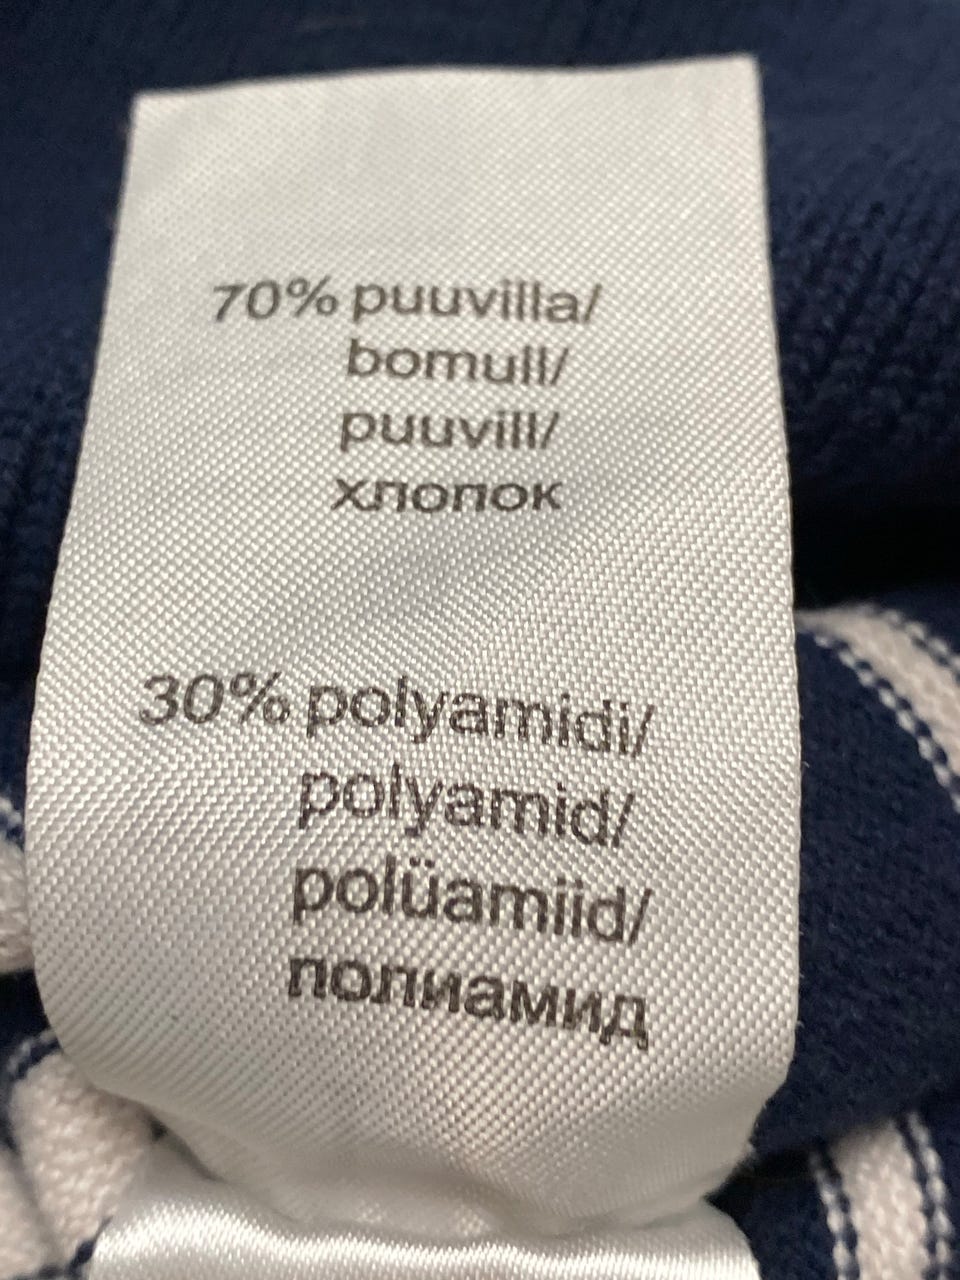 70% puuvilla/
bomull/
puuvill/
хлопок
30% polyamidi/
polyamid/
polüamiid/
полиамид